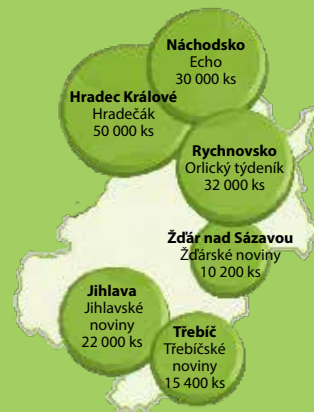 Náchodsko
Echo
30 000 ks
Hradec Králové
Hradečák
50 000 ks
Rychnovsko
Orlický týdeník
32 000 ks
Žďár nad Sázavou
Žďárské noviny
10 200 ks
Jihlava
Jihlavské
noviny
22 000 ks
Třebíč
Třebíčské
noviny
15 400 ks